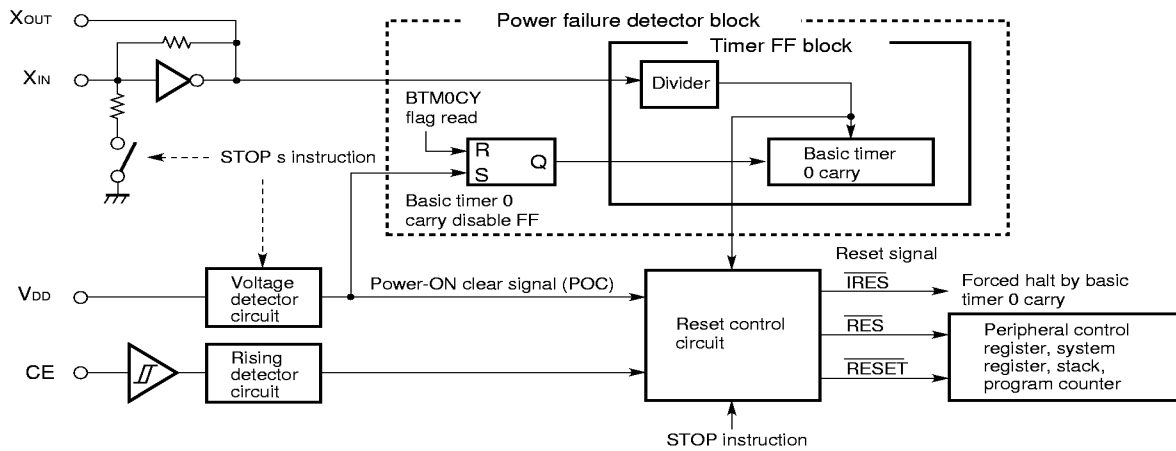 XOUT
Power failure detector block
Timer FF block
XIN
Divider
BTM0CY
flag read
R
S
Q
Basic timer
0 carry
STOP s instruction
Basic timer 0
carry disable FF
Reset signal
VDD
Voltage
detector
circuit
Power-ON clear signal (POC)
Reset control
circuit
IRES
Forced halt by basic
timer 0 carry
RES
Peripheral control
register, system
register, stack,
program counter
CE
Rising
detector
circuit
RESET
STOP instruction